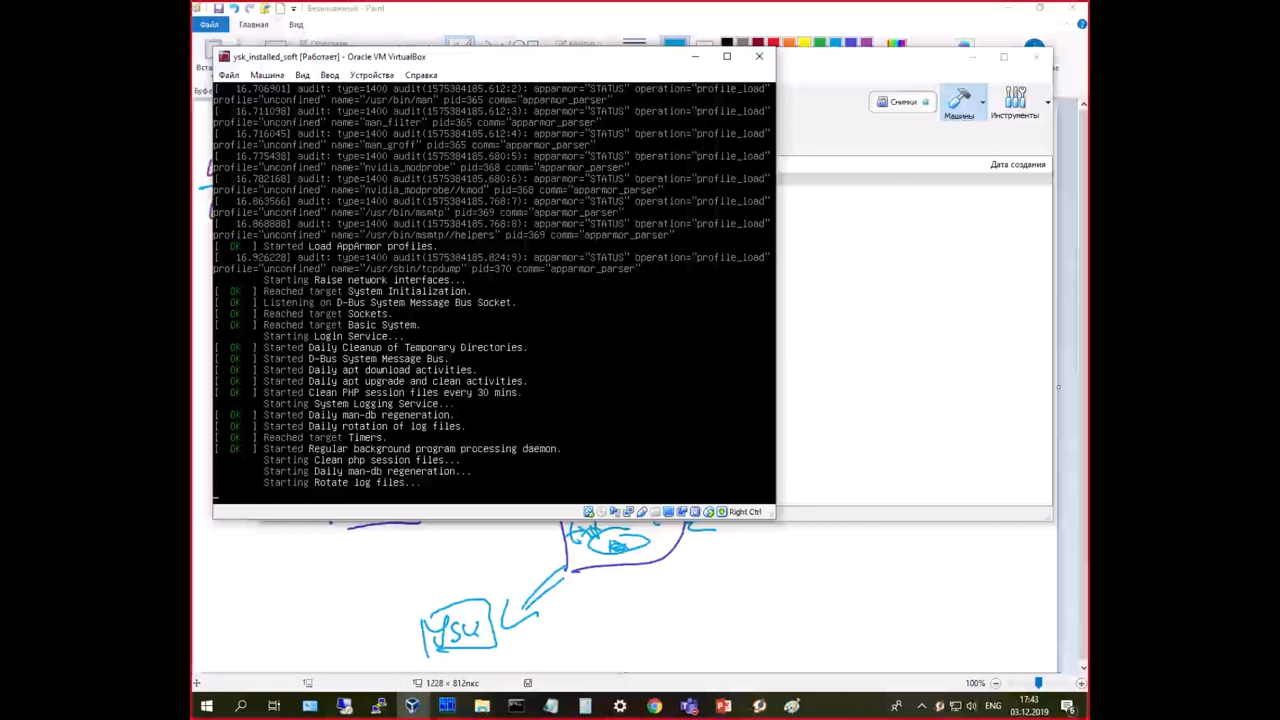 Безымянный - Paint
Файл Главная Вид
ysk_installed_soft [Работает] - Oracle VM VirtualBox
Файл Машина Вид Ввод Устройства Справка
[ 16.706901] audit: type=1400 audit(1575384185.612:2): apparmor="STATUS" operation="profile_load"
profile="unconfined" name="/usr/bin/man" pid=365 comm="apparmor_parser"
[ 16.711098] audit: type=1400 audit(1575384185.612:3): apparmor="STATUS" operation="profile_load"
profile="unconfined" name="man_filter" pid=365 comm="apparmor_parser"
[ 16.716045] audit: type=1400 audit(1575384185.612:4): apparmor="STATUS" operation="profile_load"
profile="unconfined" name="man_groff" pid=365 comm="apparmor_parser"
[ 16.775438] audit: type=1400 audit(1575384185.680:5): apparmor="STATUS" operation="profile_load"
profile="unconfined" name="nvidia_modprobe" pid=368 comm="apparmor_parser"
[ 16.782168] audit: type=1400 audit(1575384185.680:6): apparmor="STATUS" operation="profile_load"
profile="unconfined" name="nvidia_modprobe//kmod" pid=368 comm="apparmor_parser"
[ 16.863566] audit: type=1400 audit(1575384185.768:7): apparmor="STATUS" operation="profile_load"
profile="unconfined" name="/usr/bin/msmtp" pid=369 comm="apparmor_parser"
[ 16.868888] audit: type=1400 audit(1575384185.768:8): apparmor="STATUS" operation="profile_load"
profile="unconfined" name="/usr/bin/msmtp//helpers" pid=369 comm="apparmor_parser"
[ OK ] Started Load AppArmor profiles.
[ 16.926228] audit: type=1400 audit(1575384185.824:9): apparmor="STATUS" operation="profile_load"
profile="unconfined" name="/usr/sbin/tcpdump" pid=370 comm="apparmor_parser"
Starting Raise network interfaces...
[ OK ] Reached target System Initialization.
[ OK ] Listening on D-Bus System Message Bus Socket.
[ OK ] Reached target Sockets.
[ OK ] Reached target Basic System.
Starting Login Service...
[ OK ] Started Daily Cleanup of Temporary Directories.
[ OK ] Started D-Bus System Message Bus.
[ OK ] Started Daily apt download activities.
[ OK ] Started Daily apt upgrade and clean activities.
[ OK ] Started Clean PHP session files every 30 mins.
Starting System Logging Service...
[ OK ] Started Daily man-db regeneration.
[ OK ] Started Daily rotation of log files.
[ OK ] Reached target Timers.
[ OK ] Started Regular background program processing daemon.
Starting Clean php session files...
Starting Daily man-db regeneration...
Starting Rotate log files...
Right Ctrl
Снимки
Машины
Инструменты
Дата создания
Ysk
1228 × 812пкс
100%
ENG
17:43
03.12.2019